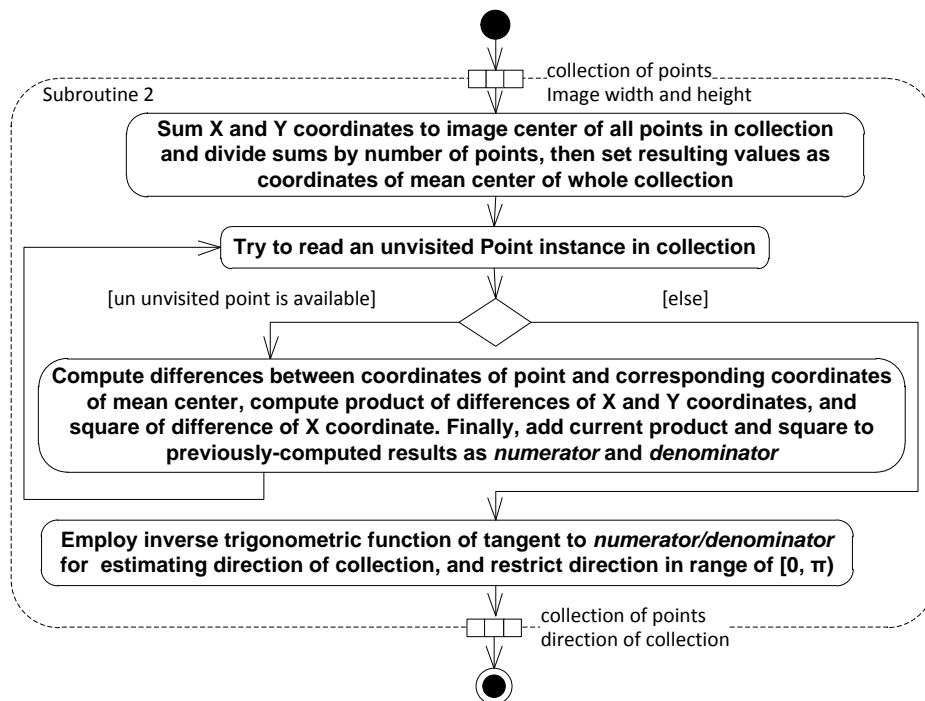 collection of points
Image width and height
Subroutine 2
Sum X and Y coordinates to image center of all points in collection
and divide sums by number of points, then set resulting values as
coordinates of mean center of whole collection
Try to read an unvisited Point instance in collection
[un unvisited point is available]
[else]
Compute differences between coordinates of point and corresponding coordinates
of mean center, compute product of differences of X and Y coordinates, and
square of difference of X coordinate. Finally, add current product and square to
previously-computed results as numerator and denominator
Employ inverse trigonometric function of tangent to numerator/denominator
for estimating direction of collection, and restrict direction in range of [0, π)
collection of points
direction of collection